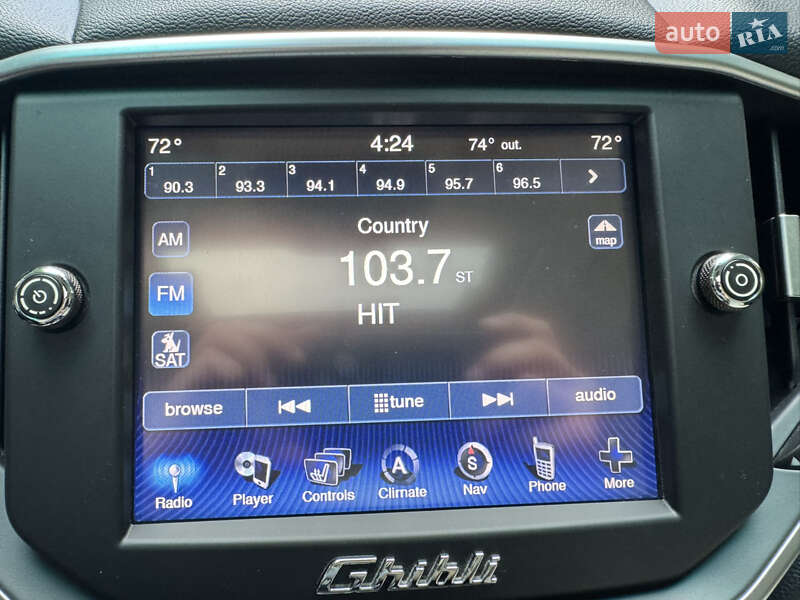 auto RIA.com
72° 4:24 74° out. 72°
1 90.3 2 93.3 3 94.1 4 94.9 5 95.7 6 96.5 >
AM
Country
map
FM
103.7 ST
HIT
SAT
browse tune audio
Radio Player Controls A Climate S Nav Phone More
Ghibli